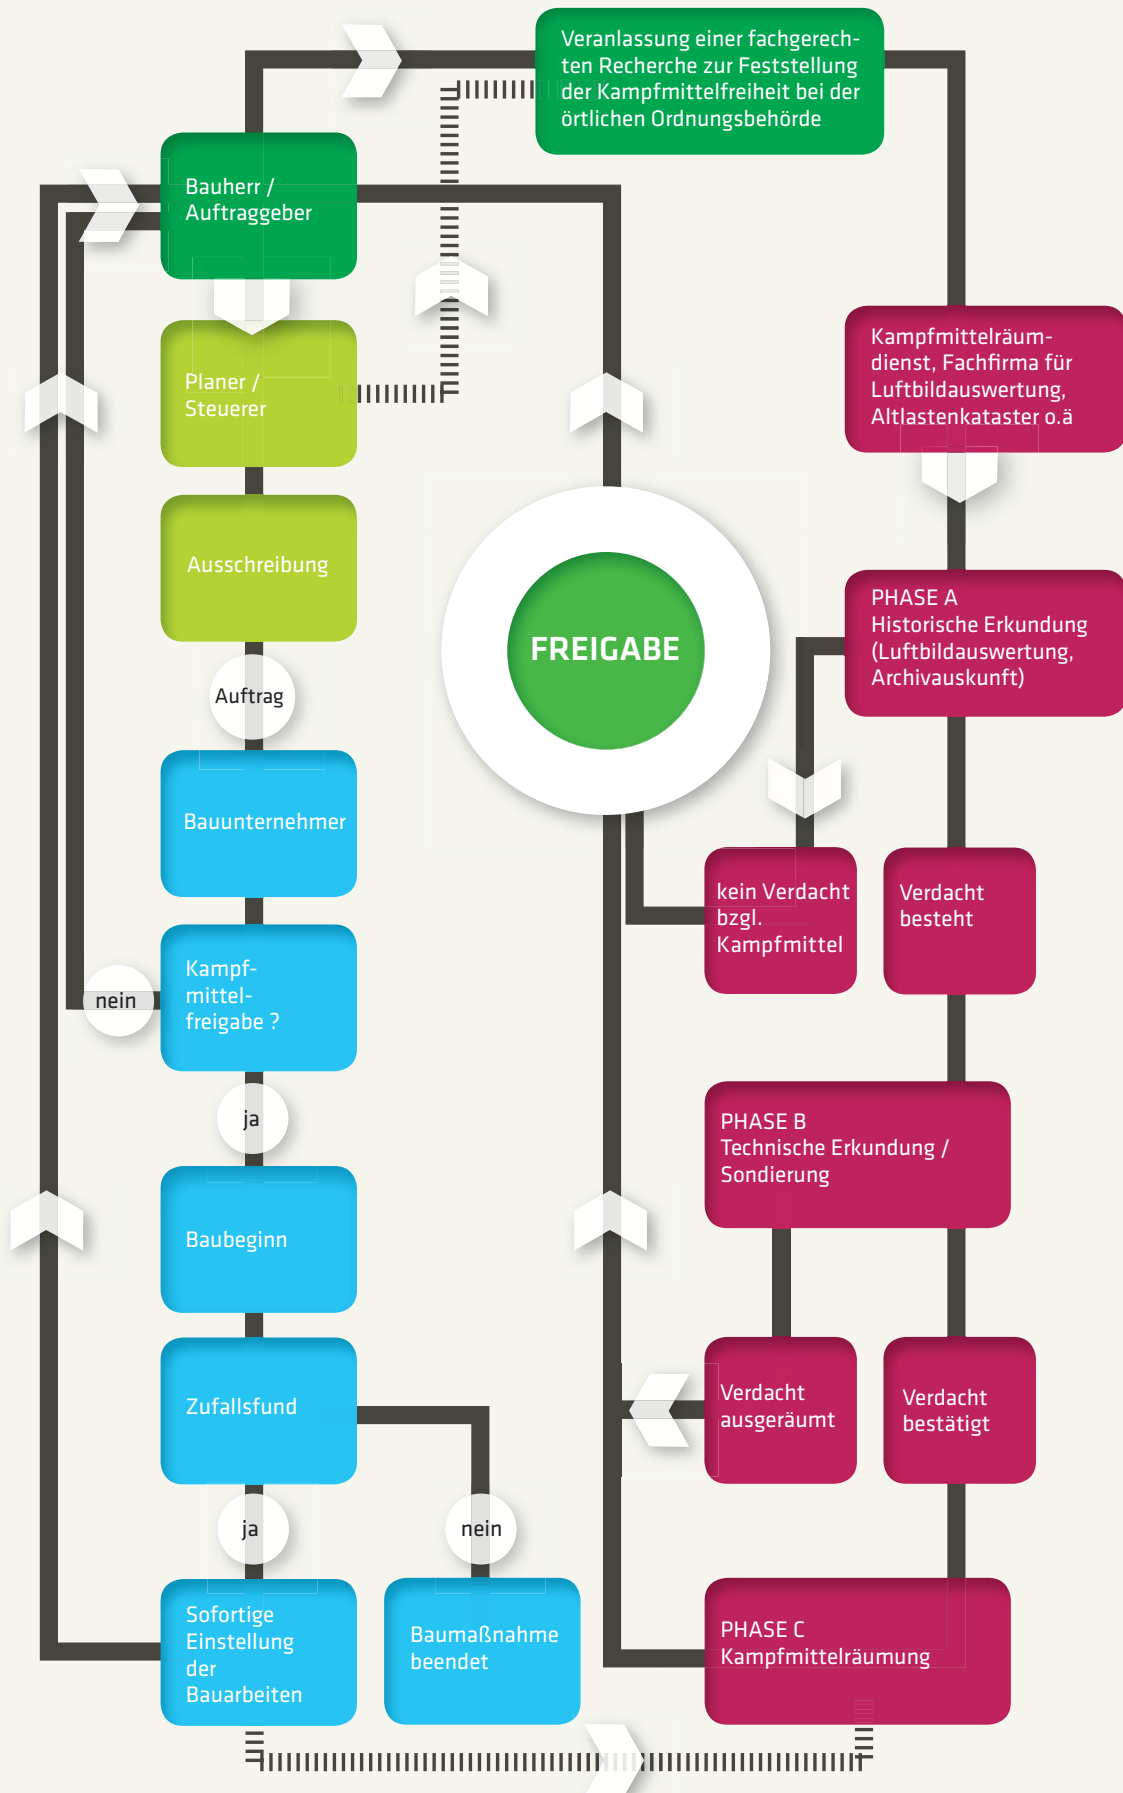 Veranlassung einer fachgerech-
ten Recherche zur Feststellung
der Kampfmittelfreiheit bei der
örtlichen Ordnungsbehörde
Bauherr /
Auftraggeber
Planer /
Steuerer
Ausschreibung
Auftrag
Bauunternehmer
Kampf-
mittel-
freigabe ?
nein
ja
Baubeginn
Zufallsfund
ja
nein
Sofortige
Einstellung
der
Bauarbeiten
Baumaßnahme
beendet
FREIGABE
Kampfmittelräum-
dienst, Fachfirma für
Luftbildauswertung,
Altlastenkataster o.ä
PHASE A
Historische Erkundung
(Luftbildauswertung,
Archivauskunft)
kein Verdacht
bzgl.
Kampfmittel
Verdacht
besteht
PHASE B
Technische Erkundung /
Sondierung
Verdacht
ausgeräumt
Verdacht
bestätigt
PHASE C
Kampfmittelräumung